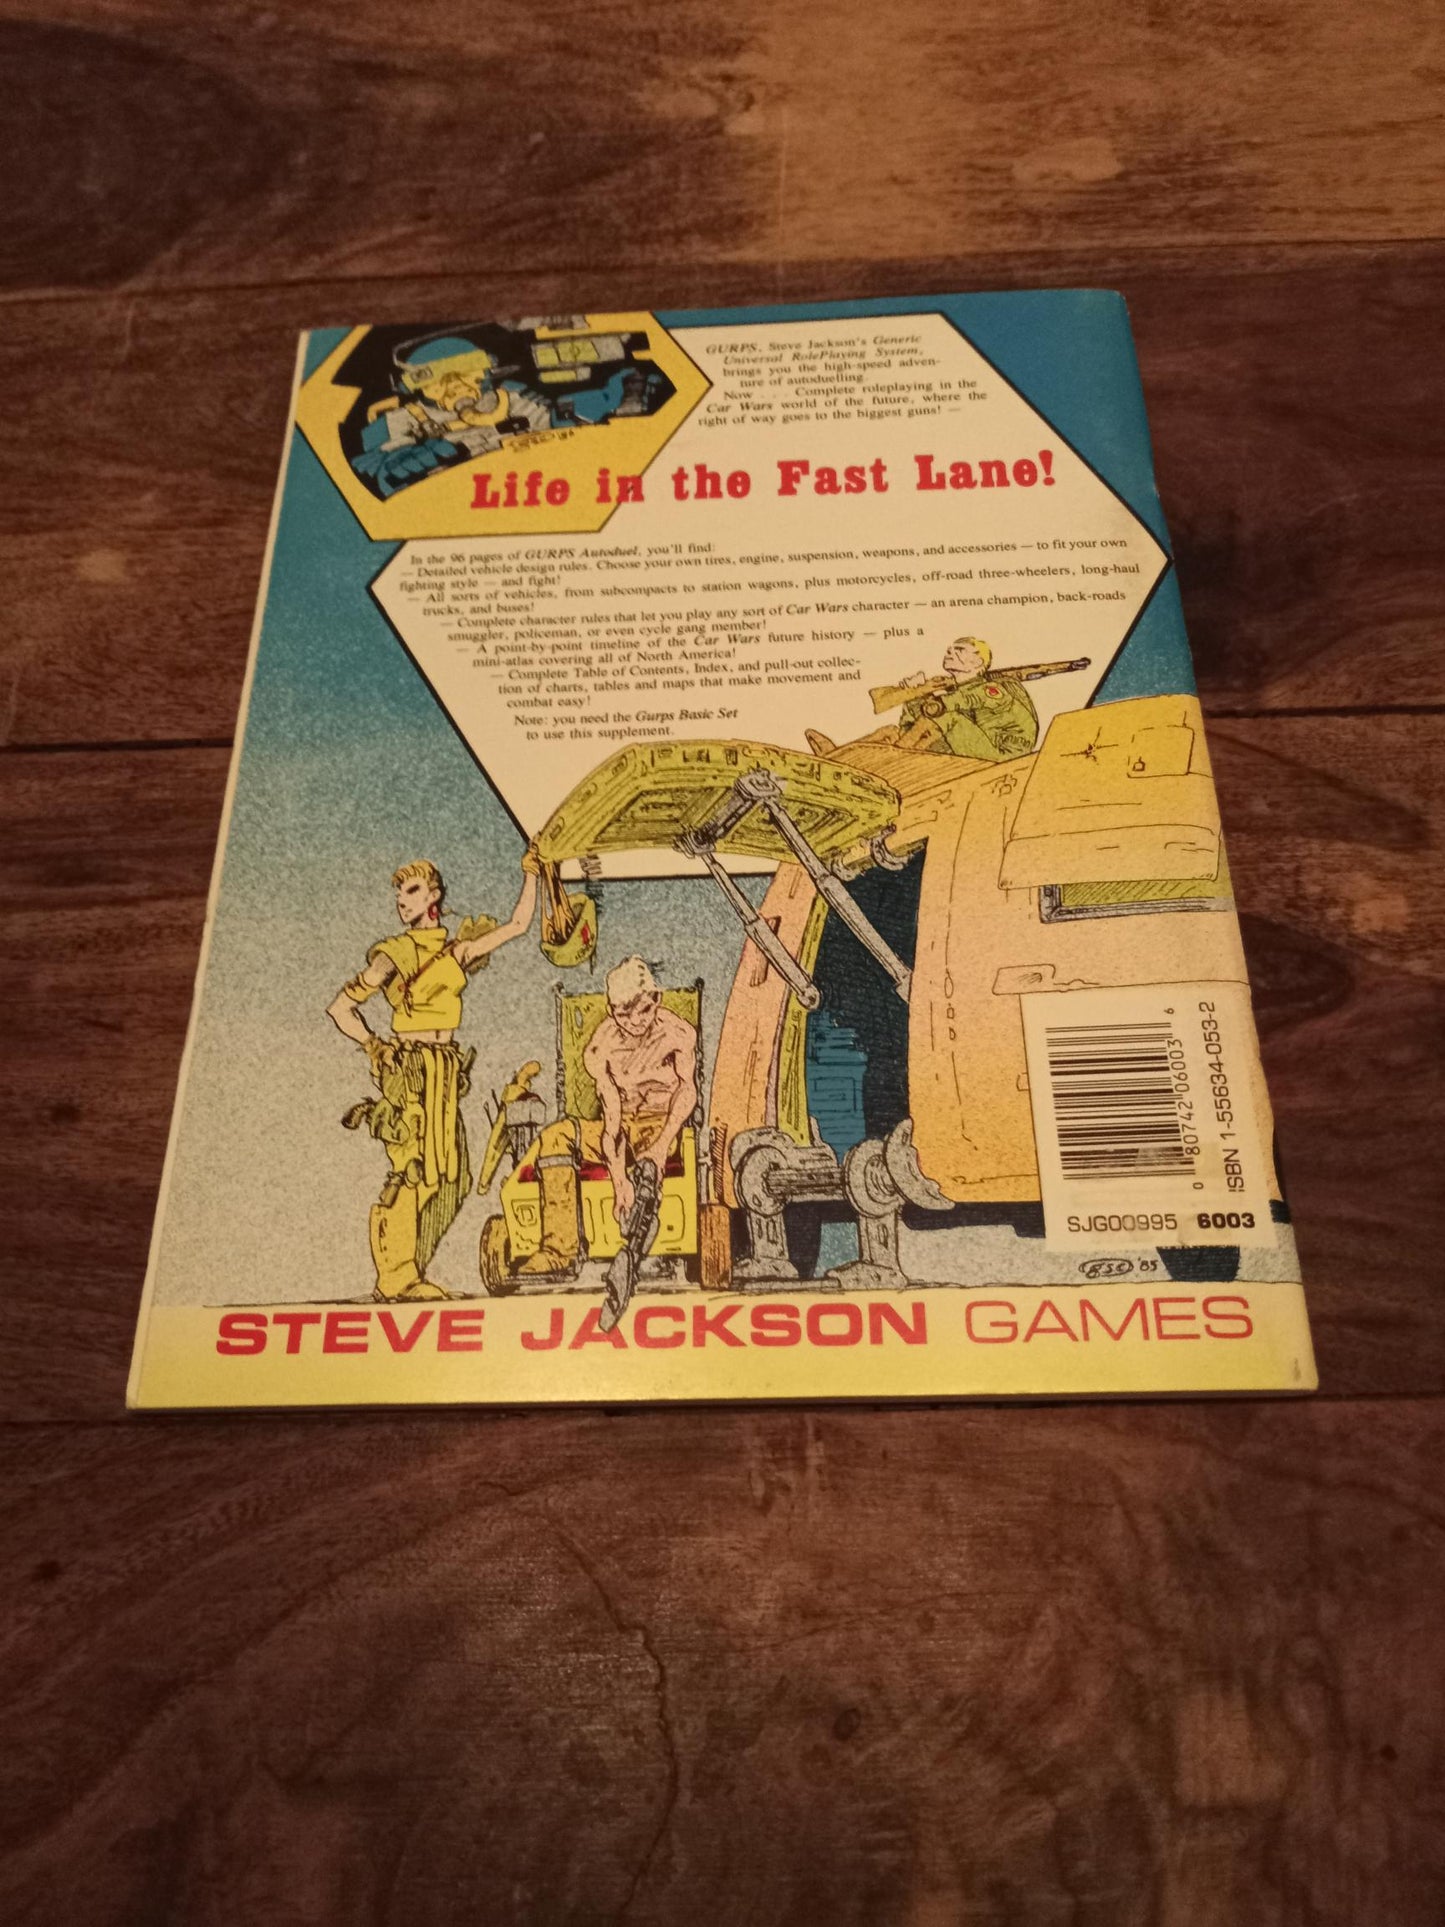 GURPS, Steve Jackson's Generic
Universal RolePlaying System,
brings you the high-speed adven-
ture of autoduelling.
Now . . . Complete roleplaying in the
Car Wars world of the future, where the
right of way goes to the biggest guns! —
Life in the Fast Lane!
In the 96 pages of GURPS Autoduel, you'll find:
— Detailed vehicle design rules. Choose your own tires, engine, suspension, weapons, and accessories — to fit your own
fighting style — and fight!
— All sorts of vehicles, from subcompacts to station wagons, plus motorcycles, off-road three-wheelers, long-haul
trucks, and buses!
— Complete character rules that let you play any sort of Car Wars character — an arena champion, back-roads
smuggler, policeman, or even cycle gang member!
— A point-by-point timeline of the Car Wars future history — plus a
mini-atlas covering all of North America!
— Complete Table of Contents, Index, and pull-out collec-
tion of charts, tables and maps that make movement and
combat easy!
Note: you need the Gurps Basic Set
to use this supplement.
0 80742 06003 6
ISBN 1-55634-053-2
SJG00995 6003
'85
STEVE JACKSON GAMES